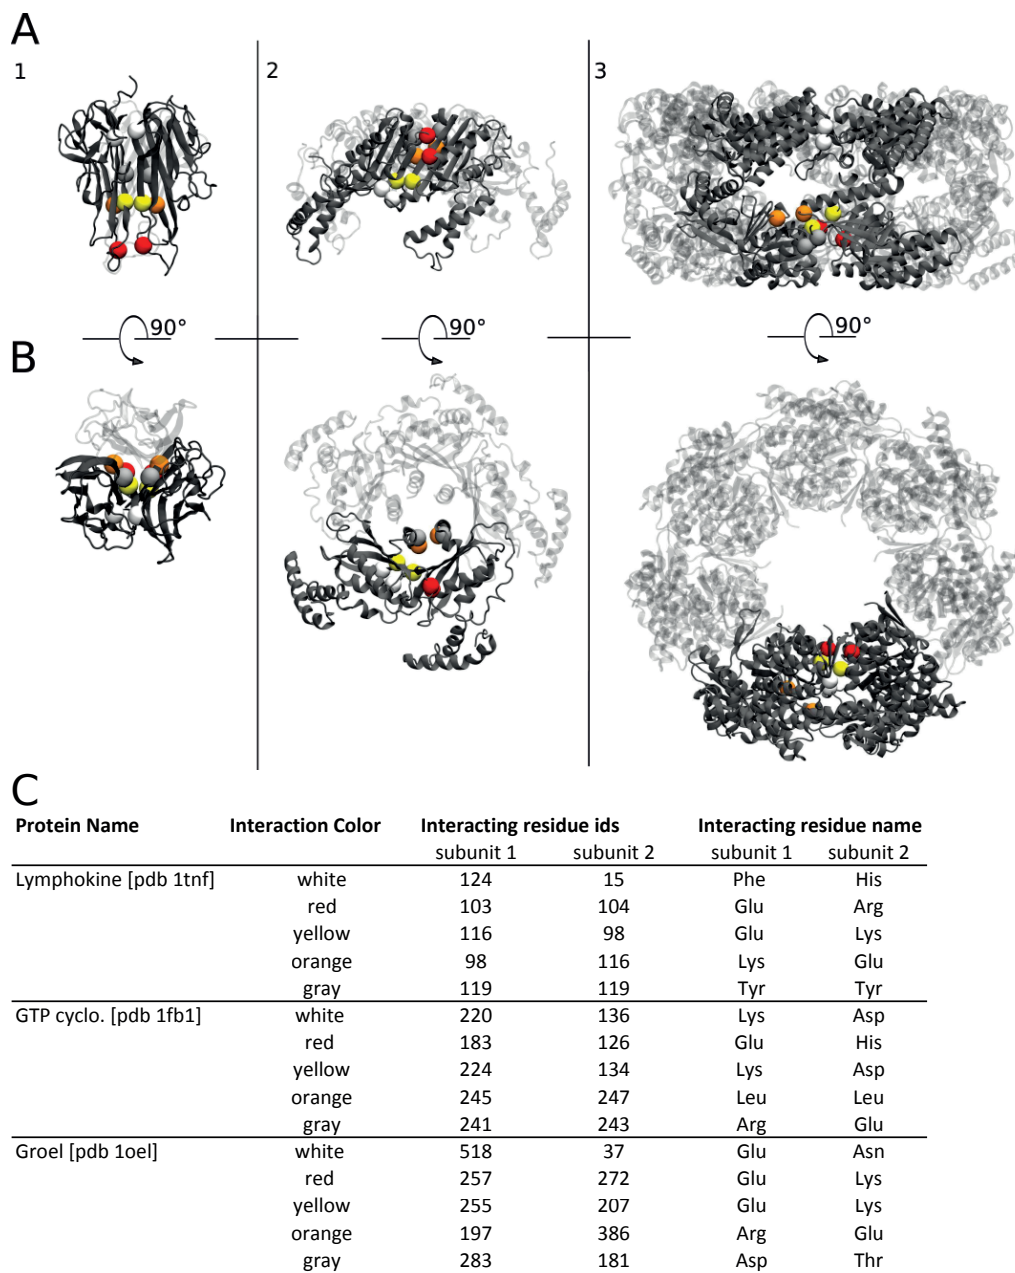 A
1 2 3
90° 90° 90°
B
C
Protein Name Interaction Color Interacting residue ids Interacting residue name
subunit 1 subunit 2 subunit 1 subunit 2
Lymphokine [pdb 1tnf] white 124 15 Phe His
red 103 104 Glu Arg
yellow 116 98 Glu Lys
orange 98 116 Lys Glu
gray 119 119 Tyr Tyr
GTP cyclo. [pdb 1fb1] white 220 136 Lys Asp
red 183 126 Glu His
yellow 224 134 Lys Asp
orange 245 247 Leu Leu
gray 241 243 Arg Glu
Groel [pdb 1oel] white 518 37 Glu Asn
red 257 272 Glu Lys
yellow 255 207 Glu Lys
orange 197 386 Arg Glu
gray 283 181 Asp Thr